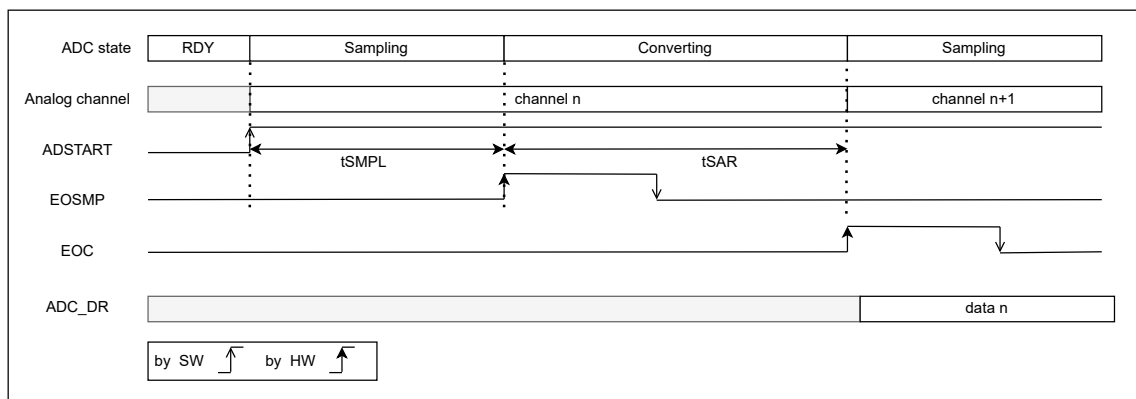 ADC state RDY Sampling Converting Sampling
Analog channel channel n channel n+1
ADSTART
tSMPL tSAR
EOSMP
EOC
ADC_DR data n
by SW by HW